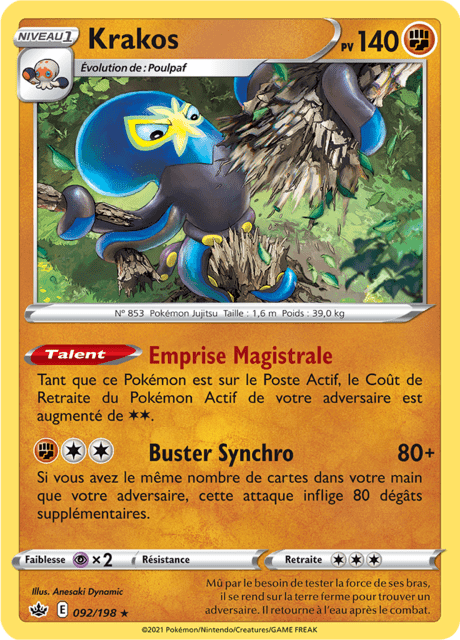 NIVEAU 1
Krakos
PV 140
Évolution de : Poulpaf
N° 853 Pokémon Jujitsu Taille : 1,6 m Poids : 39,0 kg
Talent Emprise Magistrale
Tant que ce Pokémon est sur le Poste Actif, le Coût de
Retraite du Pokémon Actif de votre adversaire est
augmenté de ✶✶.
Buster Synchro 80+
Si vous avez le même nombre de cartes dans votre main
que votre adversaire, cette attaque inflige 80 dégâts
supplémentaires.
Faiblesse ×2 Résistance Retraite
Illus. Anesaki Dynamic
Mû par le besoin de tester la force de ses bras,
il se rend sur la terre ferme pour trouver un
adversaire. Il retourne à l'eau après le combat.
E 092/198 ★
©2021 Pokémon/Nintendo/Creatures/GAME FREAK